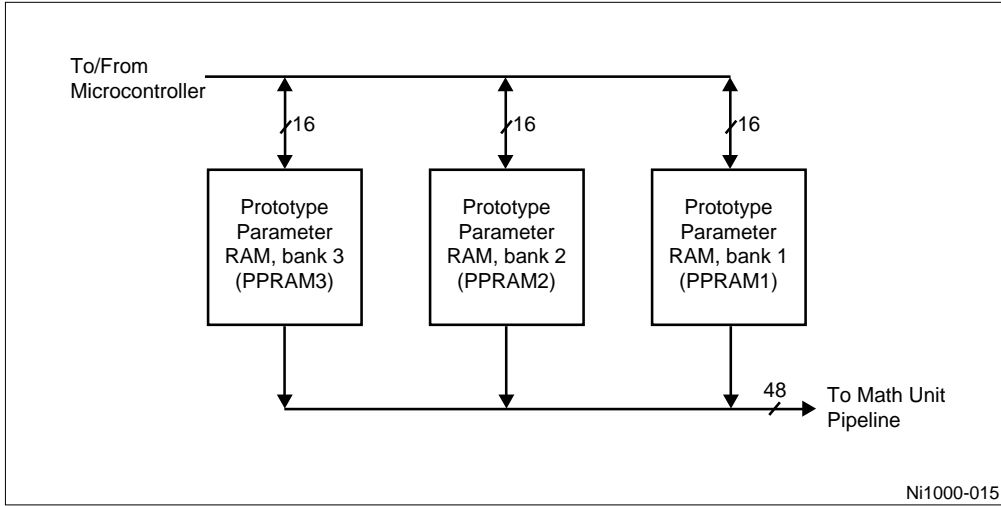 To/From
Microcontroller
16
16
16
Prototype
Parameter
RAM, bank 3
(PPRAM3)
Prototype
Parameter
RAM, bank 2
(PPRAM2)
Prototype
Parameter
RAM, bank 1
(PPRAM1)
48
To Math Unit
Pipeline
Ni1000-015